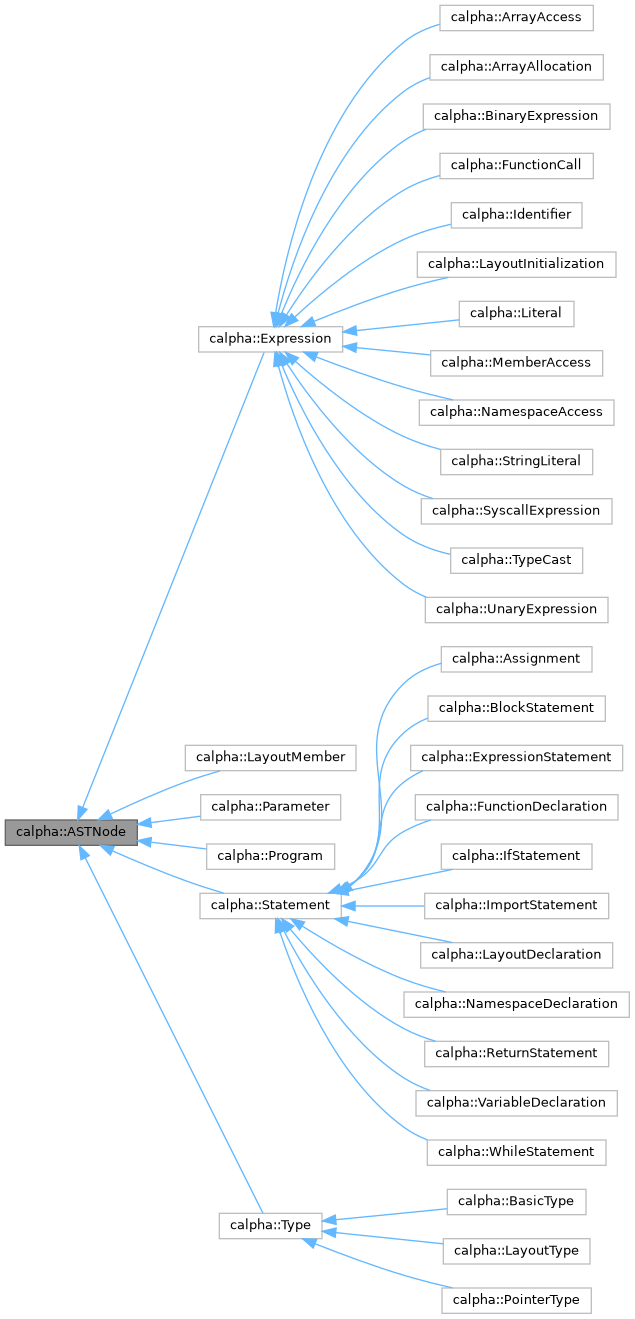 calpha::ArrayAccess
calpha::ArrayAllocation
calpha::BinaryExpression
calpha::FunctionCall
calpha::Identifier
calpha::LayoutInitialization
calpha::Literal
calpha::Expression
calpha::MemberAccess
calpha::NamespaceAccess
calpha::StringLiteral
calpha::SyscallExpression
calpha::TypeCast
calpha::UnaryExpression
calpha::Assignment
calpha::BlockStatement
calpha::LayoutMember
calpha::ExpressionStatement
calpha::Parameter
calpha::FunctionDeclaration
calpha::ASTNode
calpha::Program
calpha::IfStatement
calpha::Statement
calpha::ImportStatement
calpha::LayoutDeclaration
calpha::NamespaceDeclaration
calpha::ReturnStatement
calpha::VariableDeclaration
calpha::WhileStatement
calpha::BasicType
calpha::Type
calpha::LayoutType
calpha::PointerType